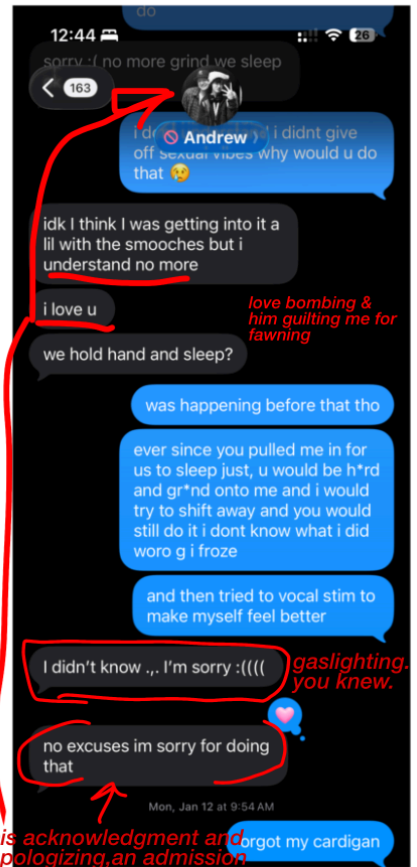 do
12:44
26
sorry :( no more grind we sleep
163
Andrew
i didnt give
off sexual vibes why would u do
that 😢
idk I think I was getting into it a
lil with the smooches but i
understand no more
i love u
love bombing &
him guilting me for
fawning
we hold hand and sleep?
was happening before that tho
ever since you pulled me in for
us to sleep just, u would be h*rd
and gr*nd onto me and i would
try to shift away and you would
still do it i dont know what i did
woro g i froze
and then tried to vocal stim to
make myself feel better
I didn't know .,. I'm sorry :((((
gaslighting.
you knew.
no excuses im sorry for doing
that
Mon, Jan 12 at 9:54 AM
orgot my cardigan
is acknowledgment and
pologizing,an admission